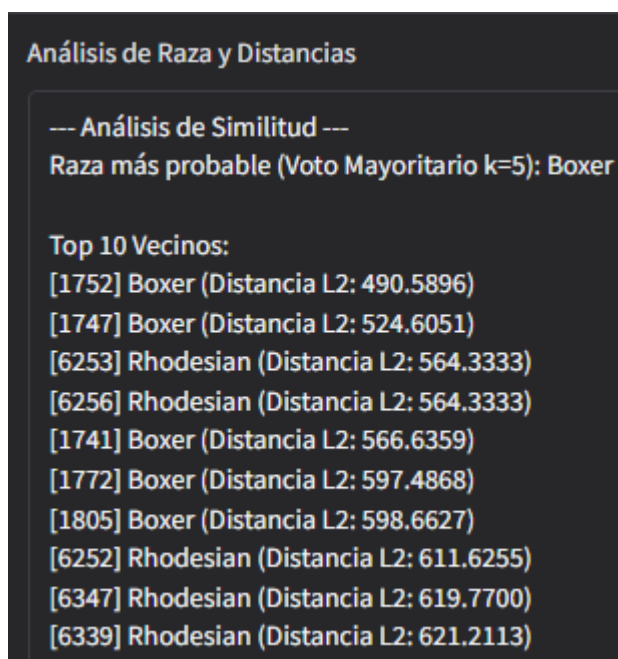 Análisis de Raza y Distancias
--- Análisis de Similitud ---
Raza más probable (Voto Mayoritario k=5): Boxer
Top 10 Vecinos:
[1752] Boxer (Distancia L2: 490.5896)
[1747] Boxer (Distancia L2: 524.6051)
[6253] Rhodesian (Distancia L2: 564.3333)
[6256] Rhodesian (Distancia L2: 564.3333)
[1741] Boxer (Distancia L2: 566.6359)
[1772] Boxer (Distancia L2: 597.4868)
[1805] Boxer (Distancia L2: 598.6627)
[6252] Rhodesian (Distancia L2: 611.6255)
[6347] Rhodesian (Distancia L2: 619.7700)
[6339] Rhodesian (Distancia L2: 621.2113)